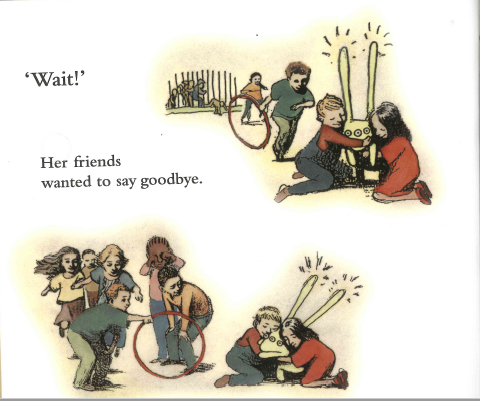 ‘Wait!’
Her friends
wanted to say goodbye.